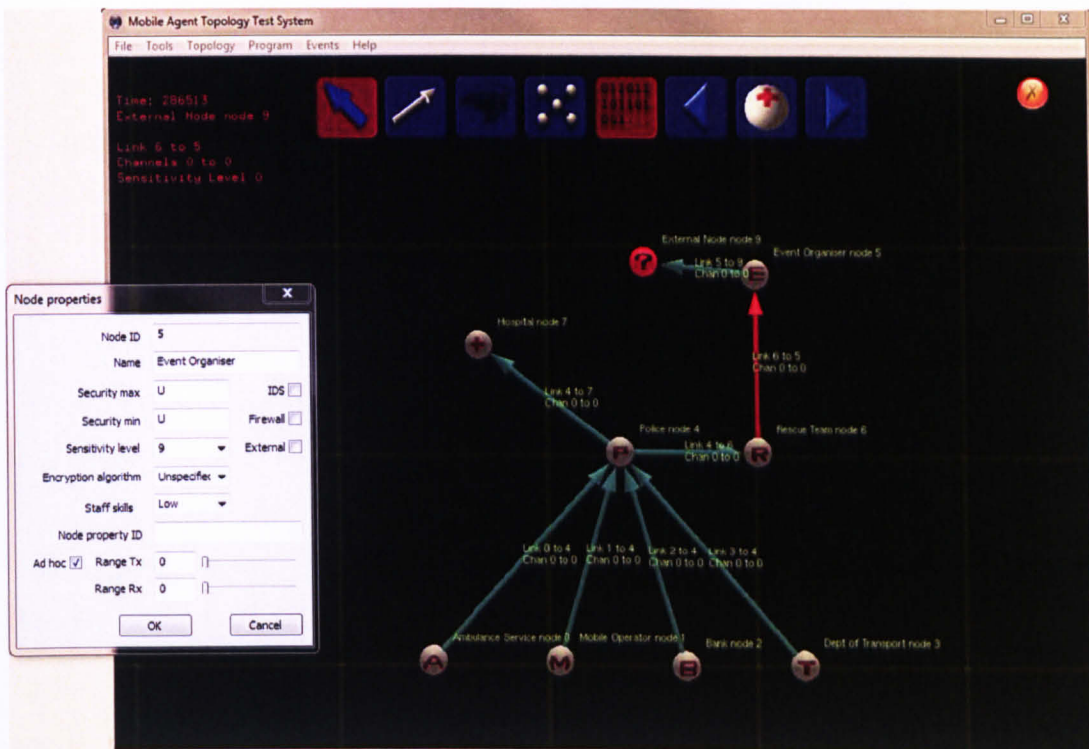 Mobile Agent Topology Test System
File Tools Topology Program Events Help
Time: 286513
External Node node 9
Link 6 to 5
Channels 0 to 0
Sensitivity Level 0
X
External Node node 9
?
Event Organiser node 5
Link 5 to 9
Chan 0 to 0
E
Node properties
X
Node ID 5
Name Event Organiser
Security max U IDS
Security min U Firewall
Sensitivity level 9 External
Encryption algorithm Unspecified
Staff skills Low
Node property ID
Ad hoc Range Tx 0
Range Rx 0
OK Cancel
Hospital node 7
+
Link 4 to 7
Chan 0 to 0
Link 6 to 5
Chan 0 to 0
Police node 4
P
Link 4 to 6
Chan 0 to 0
Rescue Team node 6
R
Link 0 to 4
Chan 0 to 0
Link 1 to 4
Chan 0 to 0
Link 2 to 4
Chan 0 to 0
Link 3 to 4
Chan 0 to 0
Ambulance Service node 0
A
Mobile Operator node 1
M
Bank node 2
B
Dept of Transport node 3
T